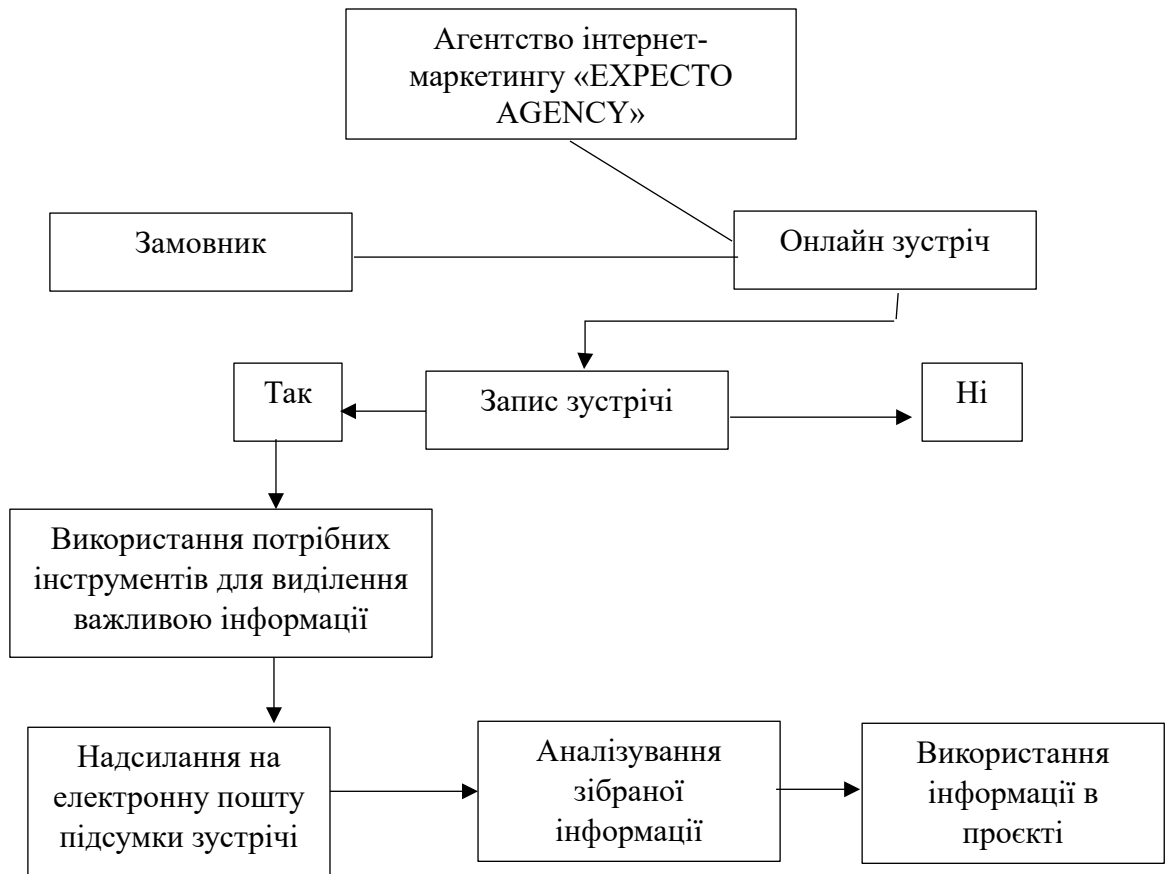 Агентство інтернет-
маркетингу «EXPECTO
AGENCY»
Замовник
Онлайн зустріч
Так
Запис зустрічі
Ні
Використання потрібних
інструментів для виділення
важливою інформації
Надсилання на
електронну пошту
підсумки зустрічі
Аналізування
зібраної
інформації
Використання
інформації в
проєкті